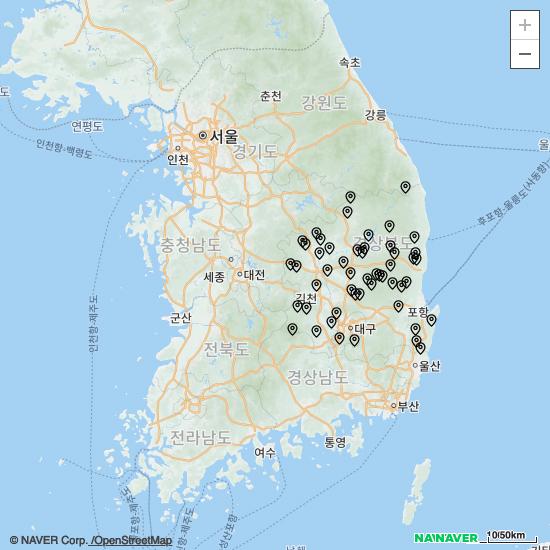 +
−
속초
춘천
강원도
강릉
연평도
서울
인천항-백령도
인천
경기도
후포항-울릉도(사동항)
울
도
충청남도
경상북도
세종
대전
김천
인천항-제주도
군산
포항
대구
전라북도
경상남도
울산
부산
전라남도
여수
통영
© NAVER Corp. /OpenStreetMap
NAVER
10/50km